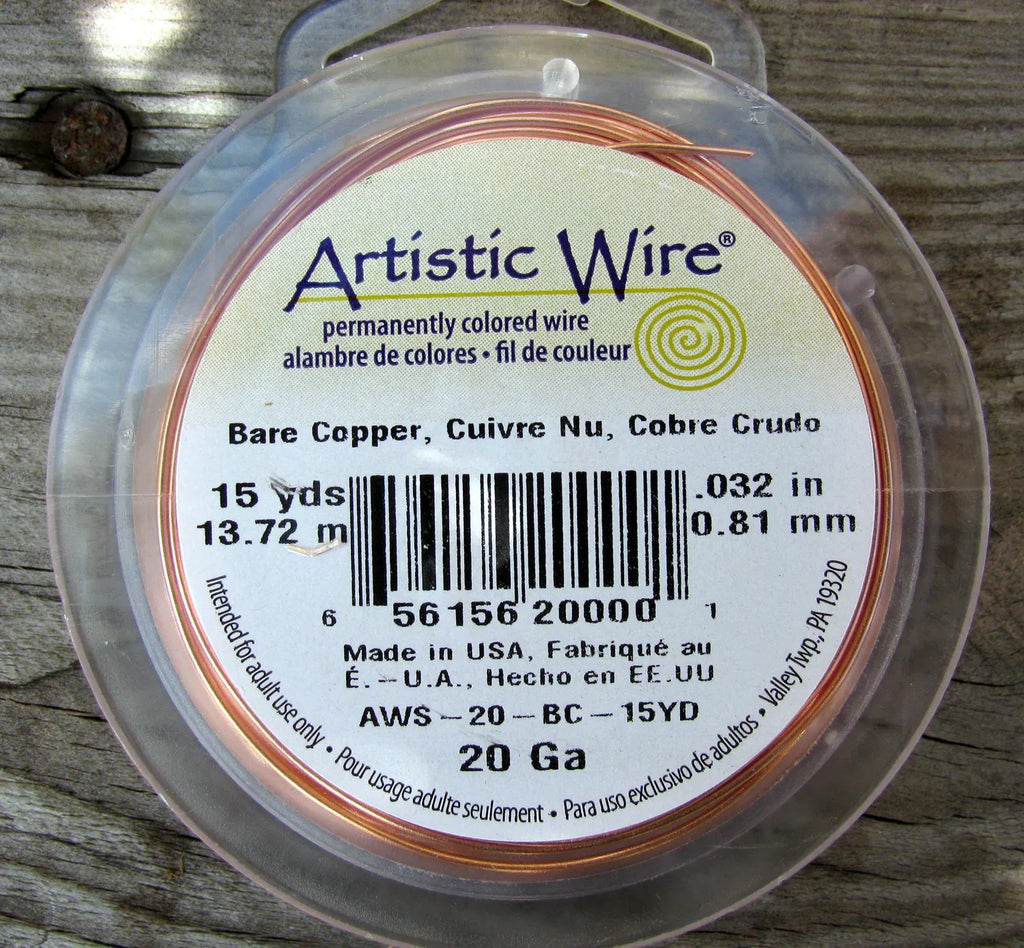 Artistic Wire®
permanently colored wire
alambre de colores • fil de couleur
Bare Copper, Cuivre Nu, Cobre Crudo
15 yds
13.72 m
.032 in
0.81 mm
6 56156 20000 1
Made in USA, Fabriqué au
É.-U.A., Hecho en EE.UU
AWS-20-BC-15YD
20 Ga
Intended for adult use only • Pour usage adulte seulement • Para uso exclusivo de adultos • Valley Twp., PA 19320